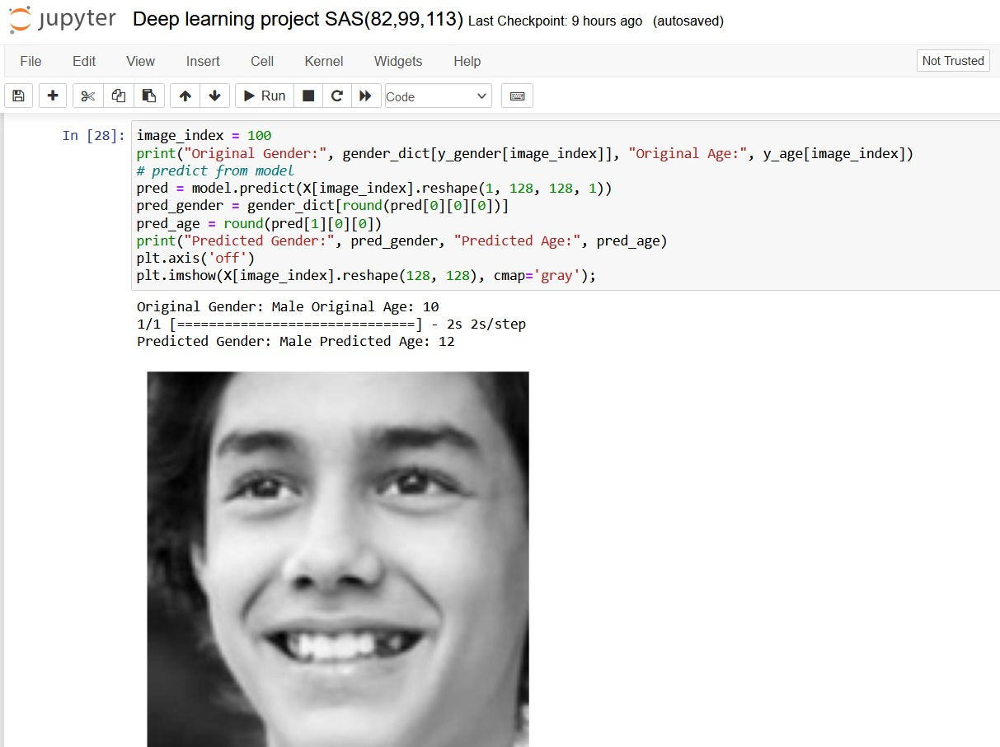 jupyter Deep learning project SAS(82,99,113) Last Checkpoint: 9 hours ago (autosaved)
File Edit View Insert Cell Kernel Widgets Help Not Trusted
Run Code
In [28]: image_index = 100
print("Original Gender:", gender_dict[y_gender[image_index]], "Original Age:", y_age[image_index])
# predict from model
pred = model.predict(X[image_index].reshape(1, 128, 128, 1))
pred_gender = gender_dict[round(pred[0][0][0])]
pred_age = round(pred[1][0][0])
print("Predicted Gender:", pred_gender, "Predicted Age:", pred_age)
plt.axis('off')
plt.imshow(X[image_index].reshape(128, 128), cmap='gray');
Original Gender: Male Original Age: 10
1/1 [==============================] - 2s 2s/step
Predicted Gender: Male Predicted Age: 12